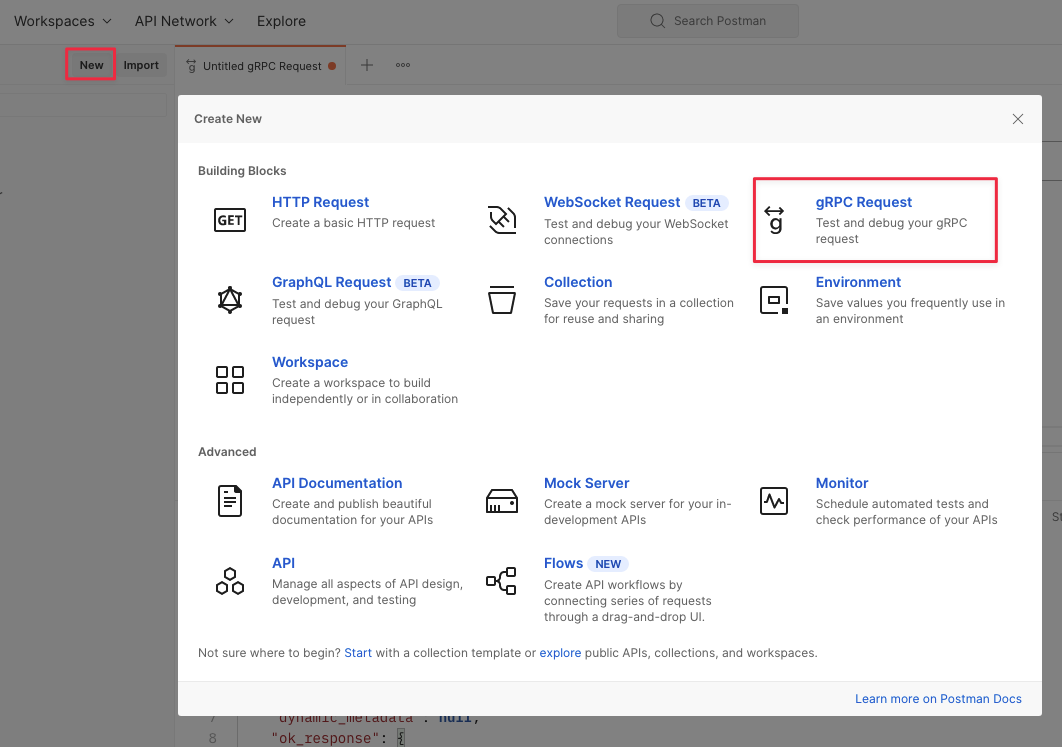 Workspaces API Network Explore Search Postman
New Import Untitled gRPC Request
Create New
Building Blocks
HTTP Request
Create a basic HTTP request
GET
WebSocket Request BETA
Test and debug your WebSocket
connections
gRPC Request
Test and debug your gRPC
request
g
GraphQL Request BETA
Test and debug your GraphQL
request
Collection
Save your requests in a collection
for reuse and sharing
Environment
Save values you frequently use in
an environment
Workspace
Create a workspace to build
independently or in collaboration
Advanced
API Documentation
Create and publish beautiful
documentation for your APIs
Mock Server
Create a mock server for your in-
development APIs
Monitor
Schedule automated tests and
check performance of your APIs
API
Manage all aspects of API design,
development, and testing
Flows NEW
Create API workflows by
connecting series of requests
through a drag-and-drop UI.
Not sure where to begin? Start with a collection template or explore public APIs, collections, and workspaces.
Learn more on Postman Docs
7 "dynamic_metadata": null,
8 "ok_response": {